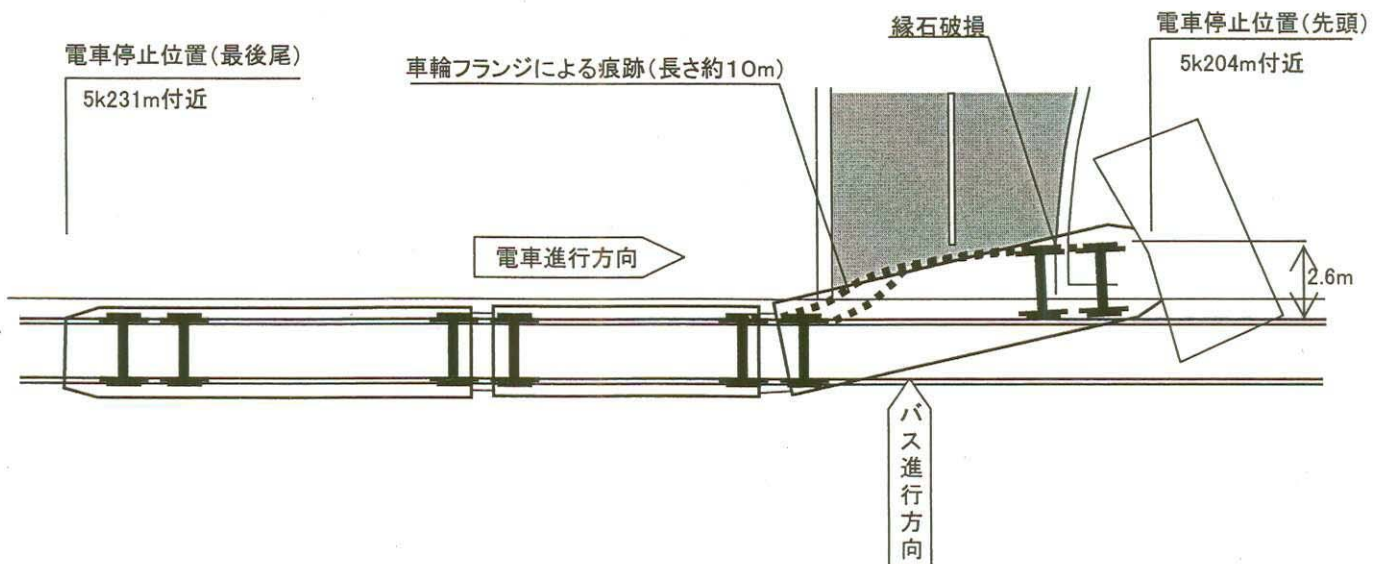 縁石破損
電車停止位置(先頭)
5k204m付近
電車停止位置(最後尾)
5k231m付近
車輪フランジによる痕跡(長さ約10m)
電車進行方向
2.6m
バス進行方向